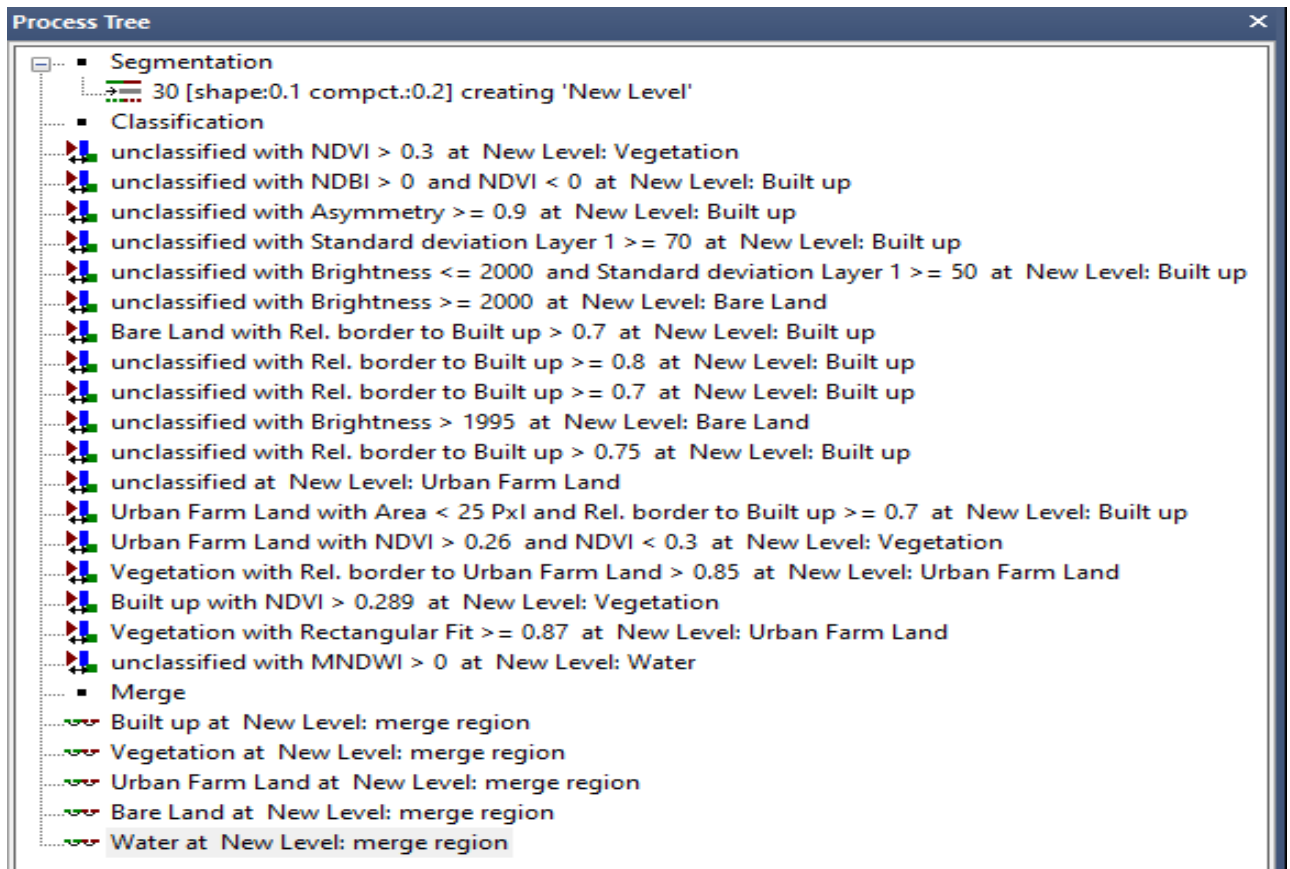 Process Tree
Segmentation
30 [shape:0.1 compct.:0.2] creating 'New Level'
Classification
unclassified with NDVI > 0.3 at New Level: Vegetation
unclassified with NDBI > 0 and NDVI < 0 at New Level: Built up
unclassified with Asymmetry >= 0.9 at New Level: Built up
unclassified with Standard deviation Layer 1 >= 70 at New Level: Built up
unclassified with Brightness <= 2000 and Standard deviation Layer 1 >= 50 at New Level: Built up
unclassified with Brightness >= 2000 at New Level: Bare Land
Bare Land with Rel. border to Built up > 0.7 at New Level: Built up
unclassified with Rel. border to Built up >= 0.8 at New Level: Built up
unclassified with Rel. border to Built up >= 0.7 at New Level: Built up
unclassified with Brightness > 1995 at New Level: Bare Land
unclassified with Rel. border to Built up > 0.75 at New Level: Built up
unclassified at New Level: Urban Farm Land
Urban Farm Land with Area < 25 Pxl and Rel. border to Built up >= 0.7 at New Level: Built up
Urban Farm Land with NDVI > 0.26 and NDVI < 0.3 at New Level: Vegetation
Vegetation with Rel. border to Urban Farm Land > 0.85 at New Level: Urban Farm Land
Built up with NDVI > 0.289 at New Level: Vegetation
Vegetation with Rectangular Fit >= 0.87 at New Level: Urban Farm Land
unclassified with MNDWI > 0 at New Level: Water
Merge
Built up at New Level: merge region
Vegetation at New Level: merge region
Urban Farm Land at New Level: merge region
Bare Land at New Level: merge region
Water at New Level: merge region